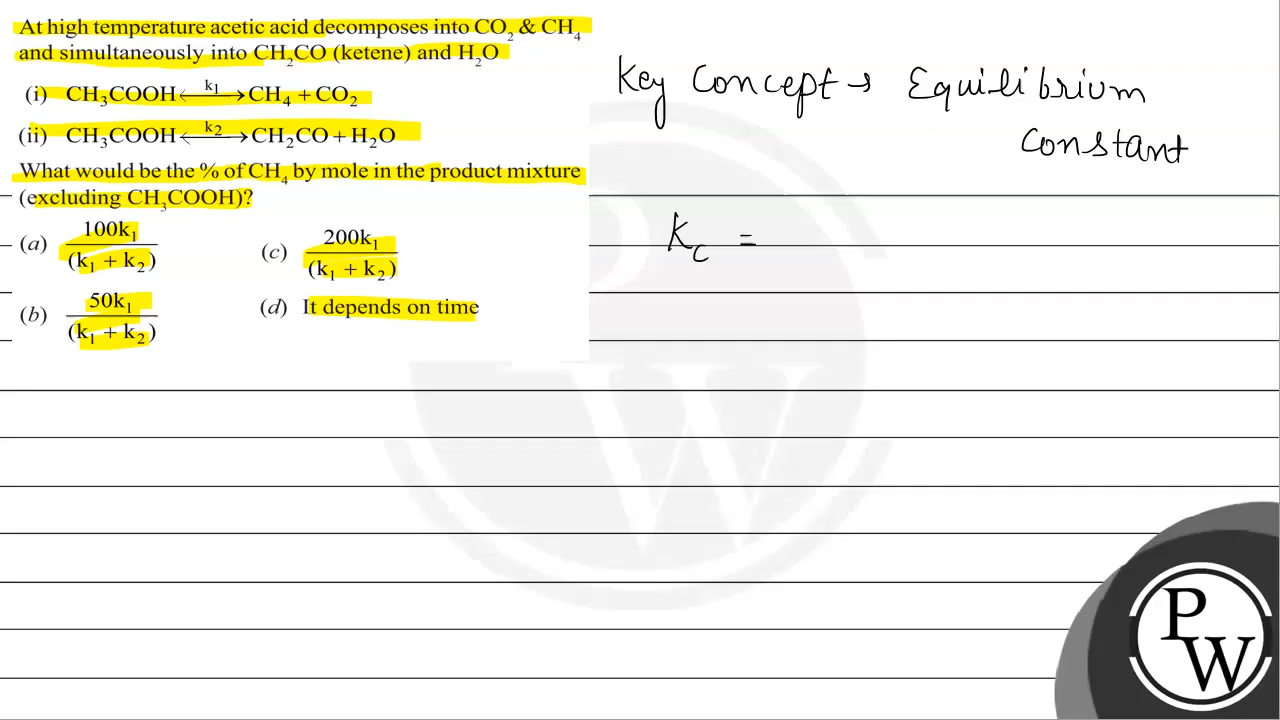 At high temperature acetic acid decomposes into CO₂ & CH₄
and simultaneously into CH₂CO (ketene) and H₂O
(i) CH₃COOH ⟷ k₁ CH₄ + CO₂
(ii) CH₃COOH ⟷ k₂ CH₂CO + H₂O
What would be the % of CH₄ by mole in the product mixture
(excluding CH₃COOH)?
(a) 100k₁ / (k₁ + k₂)
(c) 200k₁ / (k₁ + k₂)
(b) 50k₁ / (k₁ + k₂)
(d) It depends on time
Key Concept → Equilibrium
Constant
K_c =
PW
PW